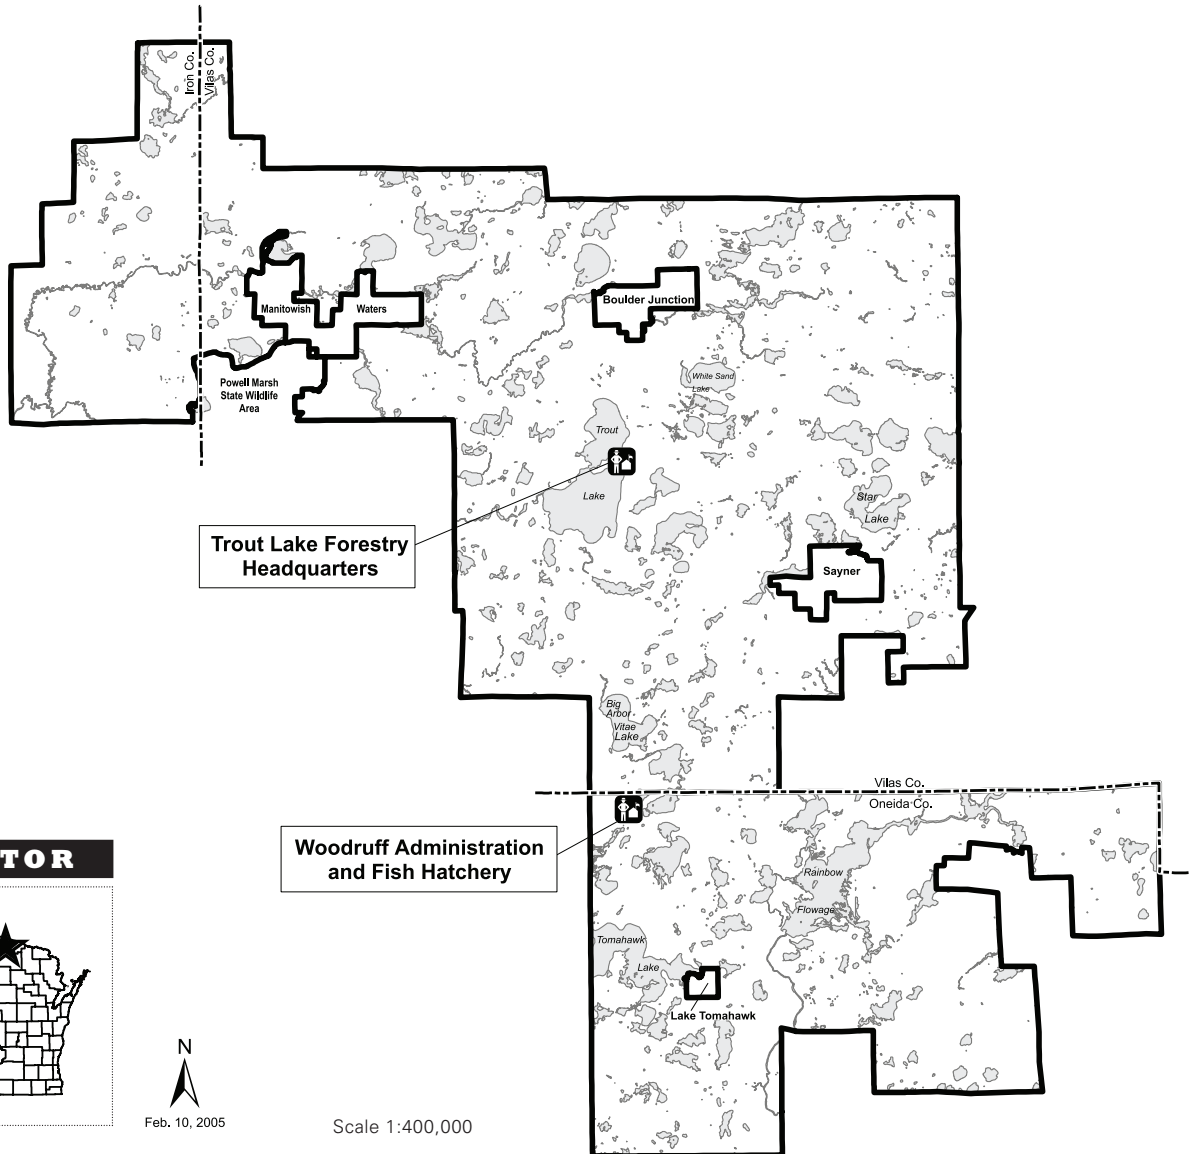 Iron Co.
Vilas Co.
Manitowish
Waters
Boulder Junction
Powell Marsh
State Wildlife
Area
White Sand
Lake
Trout
Lake
Star
Lake
Trout Lake Forestry
Headquarters
Sayner
Big
Arbor
Vitae
Lake
Vilas Co.
Oneida Co.
Woodruff Administration
and Fish Hatchery
Rainbow
Flowage
TOR
Tomahawk
Lake
Lake Tomahawk
N
Feb. 10, 2005
Scale 1:400,000